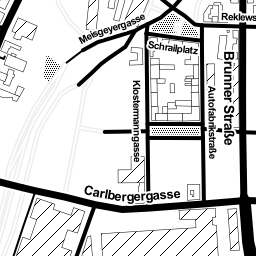 Reklews
Meisgeyergasse
Schrailplatz
Klostermanngasse
Autofabrikstraße
Brunner Straße
Carlbergergasse